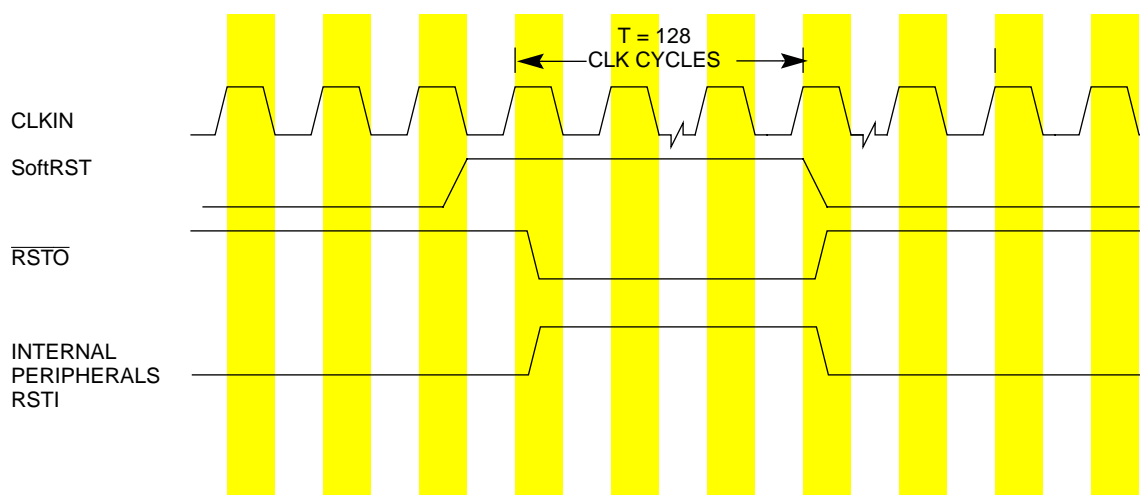 T = 128
CLK CYCLES
CLKIN
SoftRST
RSTO
INTERNAL
PERIPHERALS
RSTI